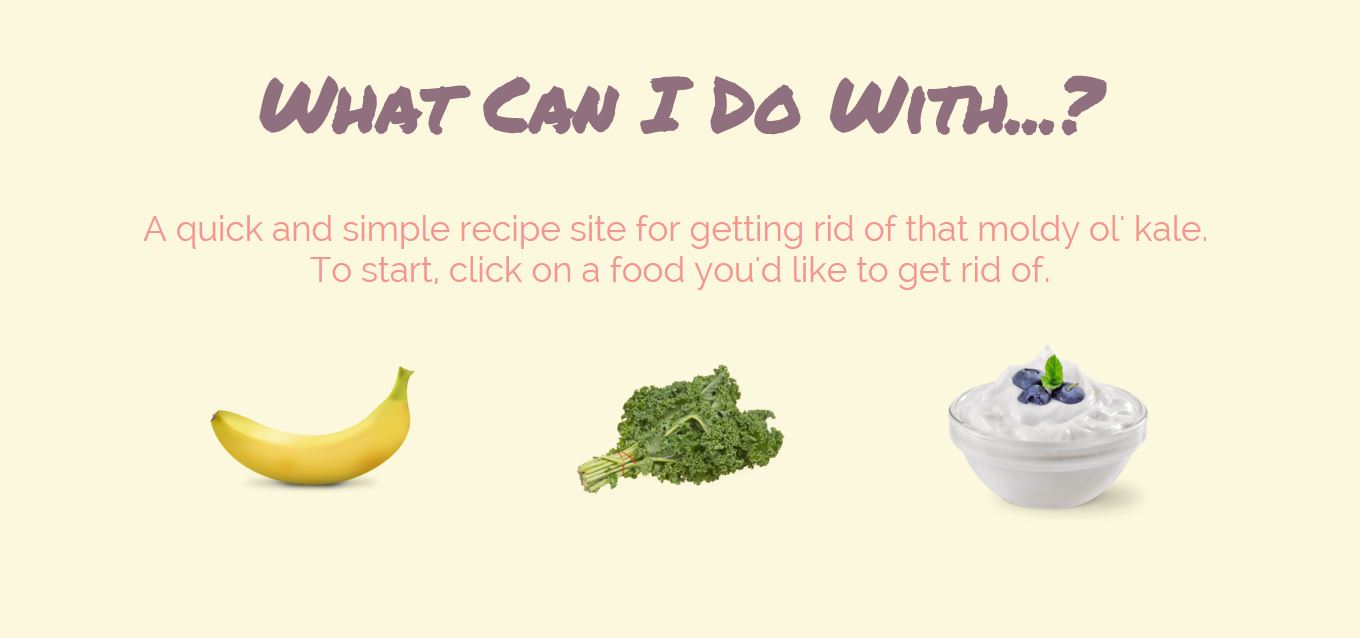 What Can I Do With...?
A quick and simple recipe site for getting rid of that moldy ol' kale.
To start, click on a food you'd like to get rid of.